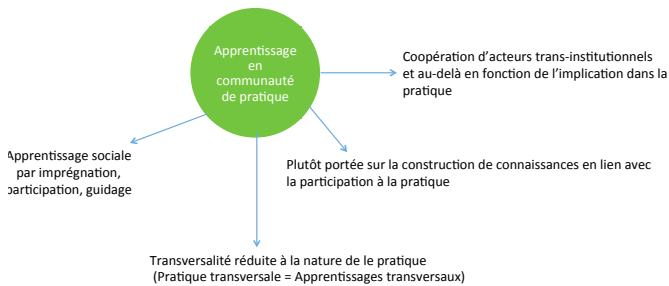 Apprentissage
en
communauté
de pratique
Coopération d'acteurs trans-institutionnels
et au-delà en fonction de l'implication dans la
pratique
Apprentissage sociale
par imprégnation,
participation, guidage
Plutôt portée sur la construction de connaissances en lien avec
la participation à la pratique
Transversalité réduite à la nature de le pratique
(Pratique transversale = Apprentissages transversaux)